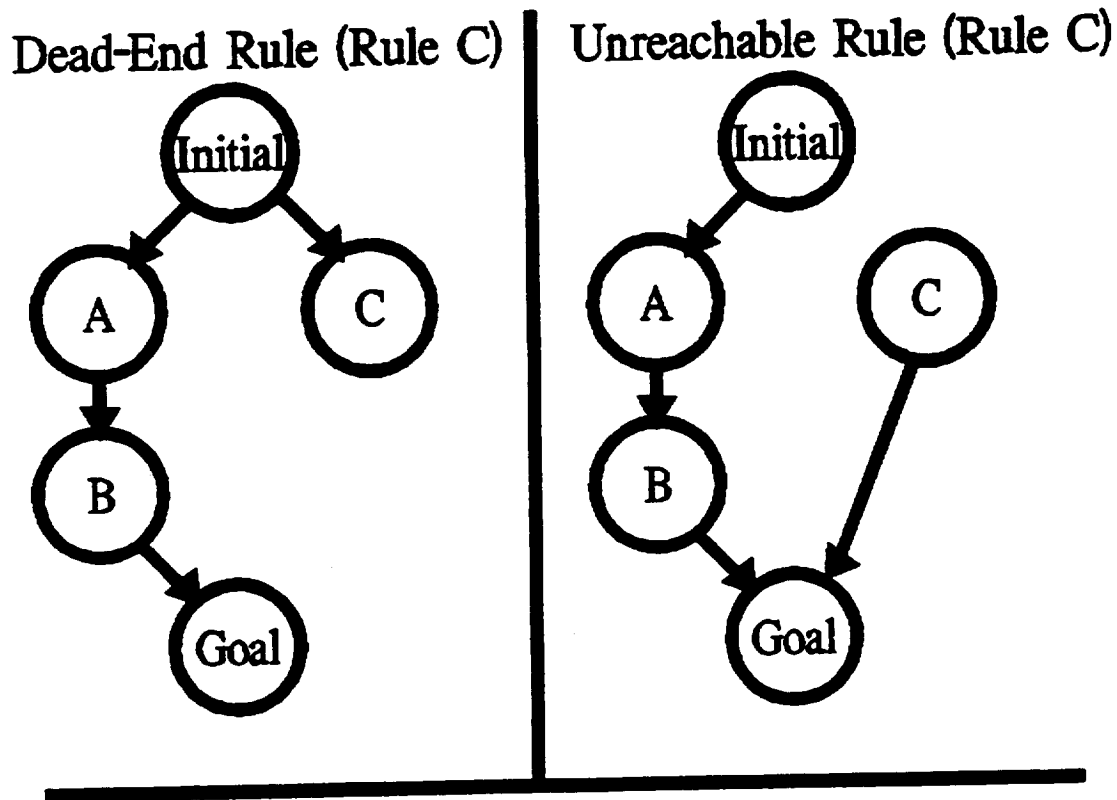 Dead-End Rule (Rule C)
Initial
A
C
B
Goal
Unreachable Rule (Rule C)
Initial
A
C
B
Goal